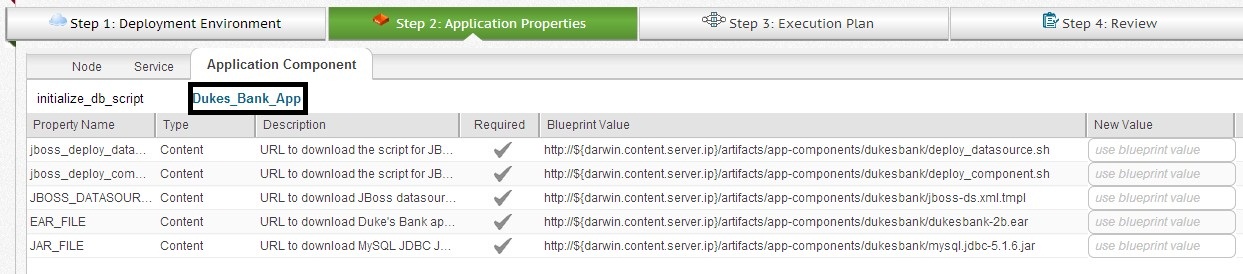 Step 1: Deployment Environment Step 2: Application Properties Step 3: Execution Plan Step 4: Review
Node Service Application Component
initialize_db_script Dukes_Bank_App
Property Name Type Description Required Blueprint Value New Value
jboss_deploy_data... Content URL to download the script for JB... http://${darwin.content.server.ip}/artifacts/app-components/dukesbank/deploy_datasource.sh use blueprint value
jboss_deploy_com... Content URL to download the script for JB... http://${darwin.content.server.ip}/artifacts/app-components/dukesbank/deploy_component.sh use blueprint value
JBOSS_DATASOUR... Content URL to download JBoss datasour... http://${darwin.content.server.ip}/artifacts/app-components/dukesbank/jboss-ds.xml.tmpl use blueprint value
EAR_FILE Content URL to download Duke's Bank ap... http://${darwin.content.server.ip}/artifacts/app-components/dukesbank/dukesbank-2b.ear use blueprint value
JAR_FILE Content URL to download MySQL JDBC J... http://${darwin.content.server.ip}/artifacts/app-components/dukesbank/mysql.jdbc-5.1.6.jar use blueprint value